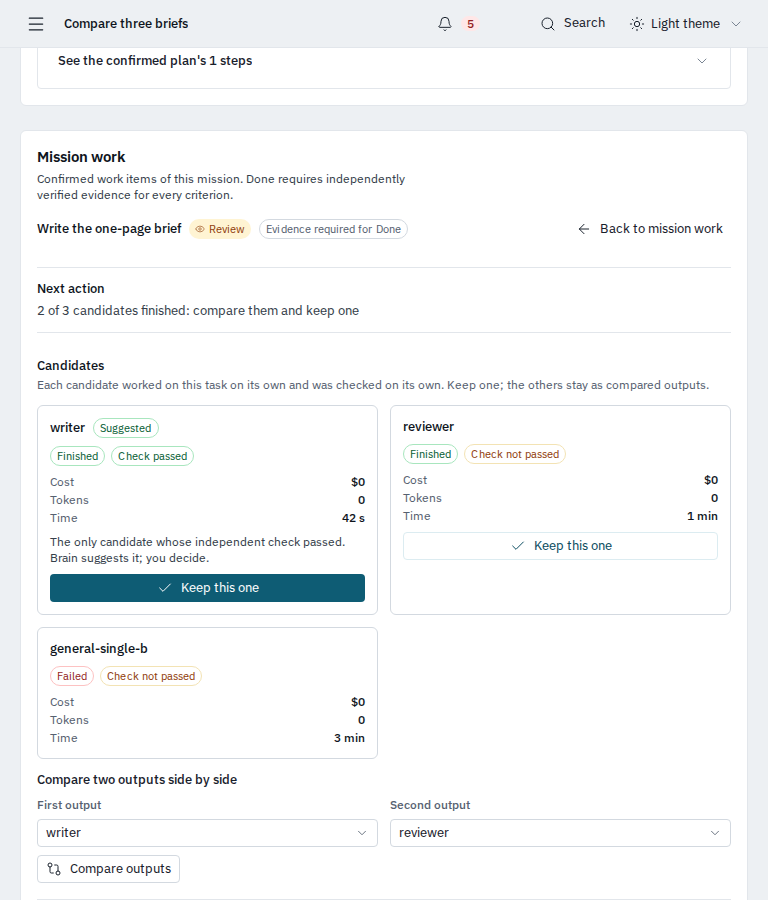 Compare three briefs
5
Search
Light theme
See the confirmed plan's 1 steps
Mission work
Confirmed work items of this mission. Done requires independently
verified evidence for every criterion.
Write the one-page brief
Review
Evidence required for Done
Back to mission work
Next action
2 of 3 candidates finished: compare them and keep one
Candidates
Each candidate worked on this task on its own and was checked on its own. Keep one; the others stay as compared outputs.
writer
Suggested
Finished
Check passed
Cost $0
Tokens 0
Time 42 s
The only candidate whose independent check passed.
Brain suggests it; you decide.
Keep this one
reviewer
Finished
Check not passed
Cost $0
Tokens 0
Time 1 min
Keep this one
general-single-b
Failed
Check not passed
Cost $0
Tokens 0
Time 3 min
Compare two outputs side by side
First output
writer
Second output
reviewer
Compare outputs